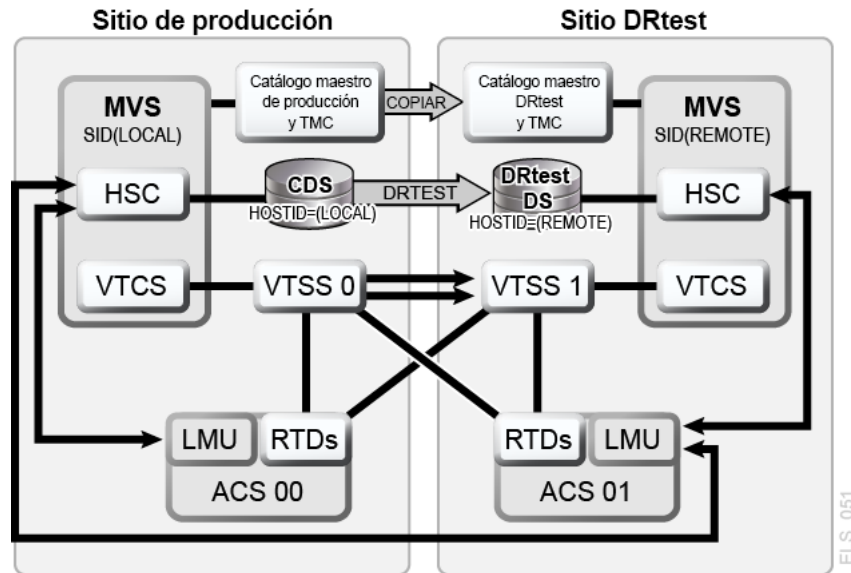 Sitio de producción
Sitio DRtest
MVS
SID(LOCAL)
Catálogo maestro
de producción
y TMC
COPIAR
Catálogo maestro
DRtest
y TMC
MVS
SID(REMOTE)
HSC
CDS
HOSTID=(LOCAL)
DRTEST
DRtest
DS
HOSTID=(REMOTE)
HSC
VTCS
VTSS 0
VTSS 1
VTCS
LMU
RTDs
ACS 00
RTDs
LMU
ACS 01
ELS_051